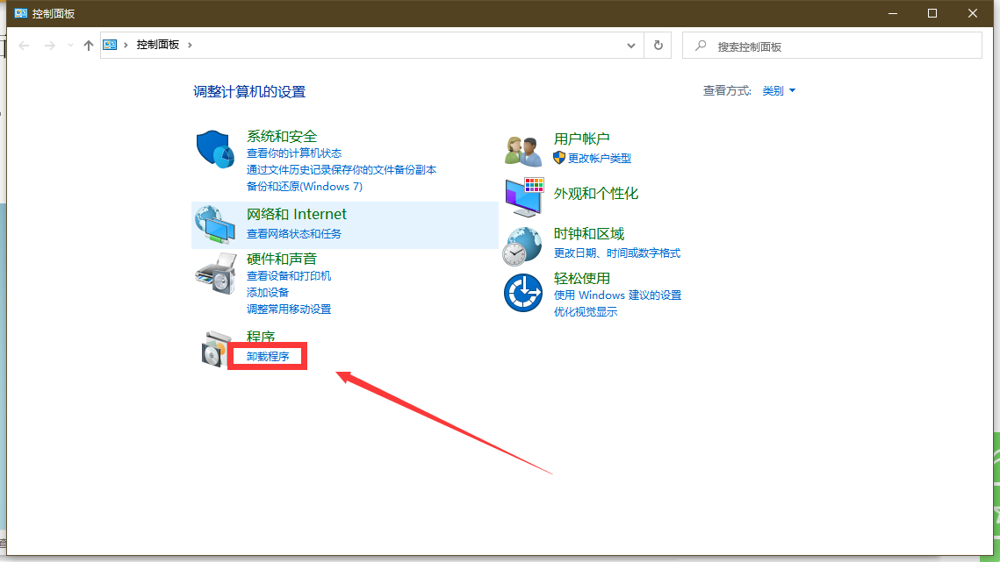 控制面板
控制面板
搜索控制面板
调整计算机的设置
查看方式: 类别
系统和安全
查看你的计算机状态
通过文件历史记录保存你的文件备份副本
备份和还原(Windows 7)
网络和 Internet
查看网络状态和任务
硬件和声音
查看设备和打印机
添加设备
调整常用移动设置
程序
卸载程序
用户帐户
更改帐户类型
外观和个性化
时钟和区域
更改日期、时间或数字格式
轻松使用
使用 Windows 建议的设置
优化视觉显示